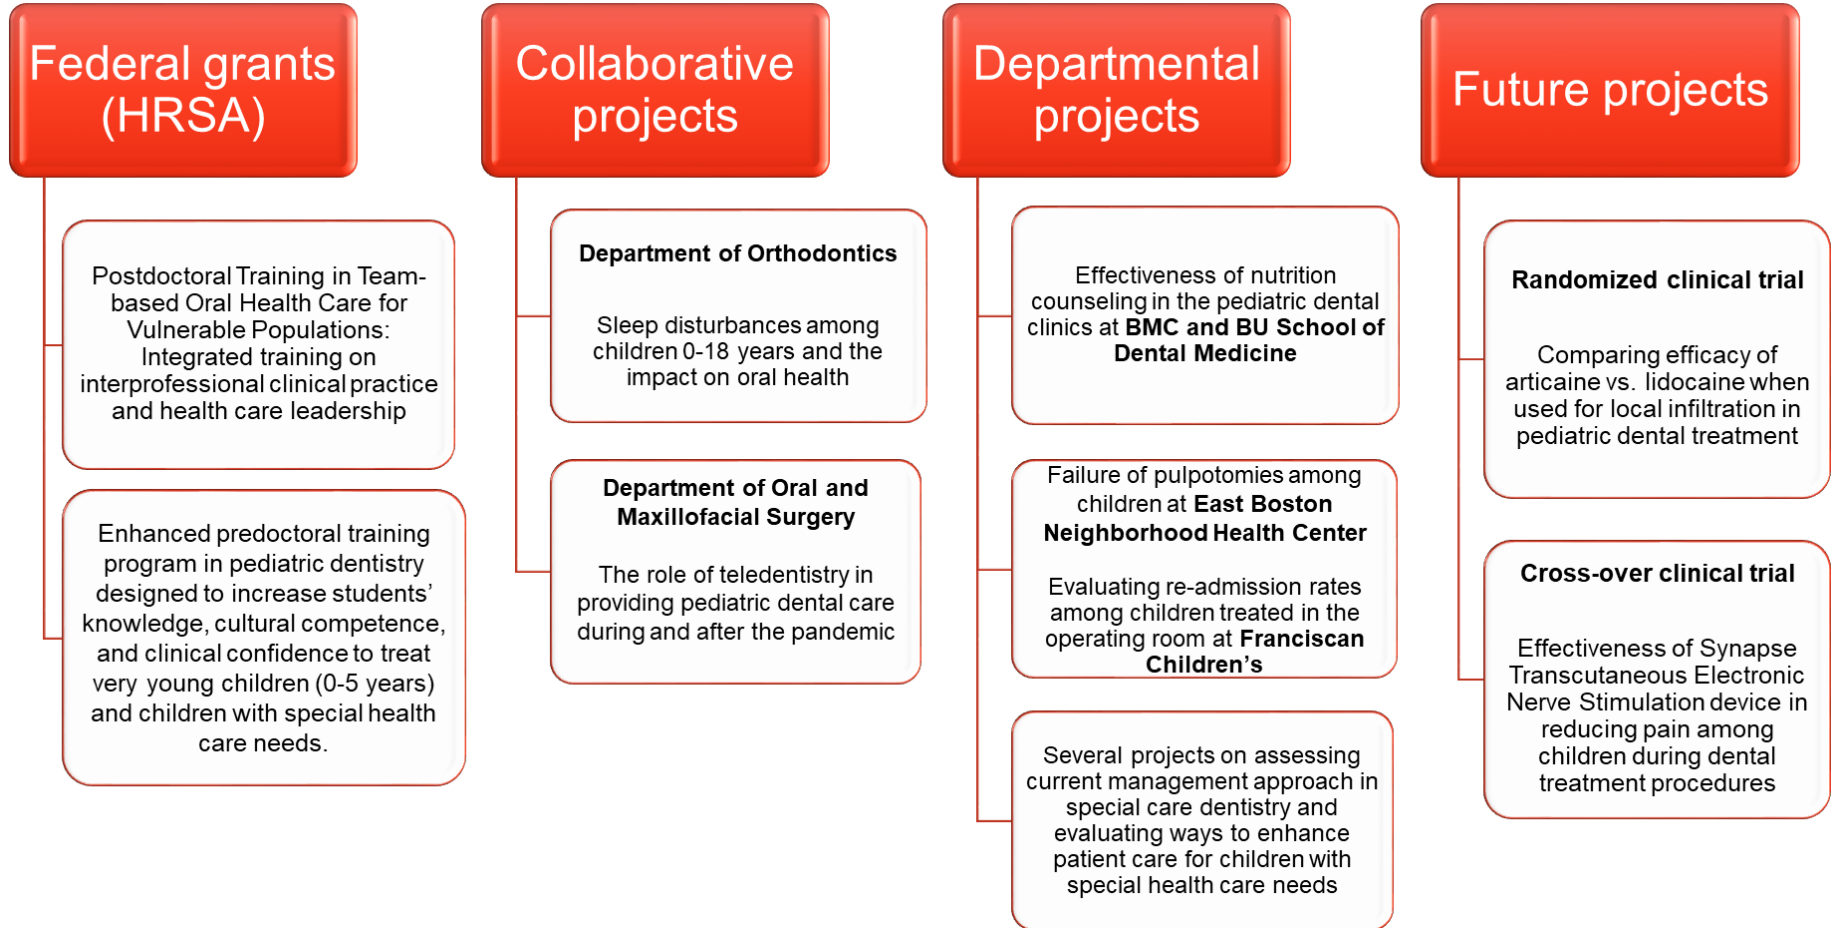 Federal grants
(HRSA)
Postdoctoral Training in Team-
based Oral Health Care for
Vulnerable Populations:
Integrated training on
interprofessional clinical practice
and health care leadership
Enhanced predoctoral training
program in pediatric dentistry
designed to increase students’
knowledge, cultural competence,
and clinical confidence to treat
very young children (0-5 years)
and children with special health
care needs.
Collaborative
projects
Department of Orthodontics
Sleep disturbances among
children 0-18 years and the
impact on oral health
Department of Oral and
Maxillofacial Surgery
The role of teledentistry in
providing pediatric dental care
during and after the pandemic
Departmental
projects
Effectiveness of nutrition
counseling in the pediatric dental
clinics at BMC and BU School of
Dental Medicine
Failure of pulpotomies among
children at East Boston
Neighborhood Health Center
Evaluating re-admission rates
among children treated in the
operating room at Franciscan
Children’s
Several projects on assessing
current management approach in
special care dentistry and
evaluating ways to enhance
patient care for children with
special health care needs
Future projects
Randomized clinical trial
Comparing efficacy of
articaine vs. lidocaine when
used for local infiltration in
pediatric dental treatment
Cross-over clinical trial
Effectiveness of Synapse
Transcutaneous Electronic
Nerve Stimulation device in
reducing pain among
children during dental
treatment procedures